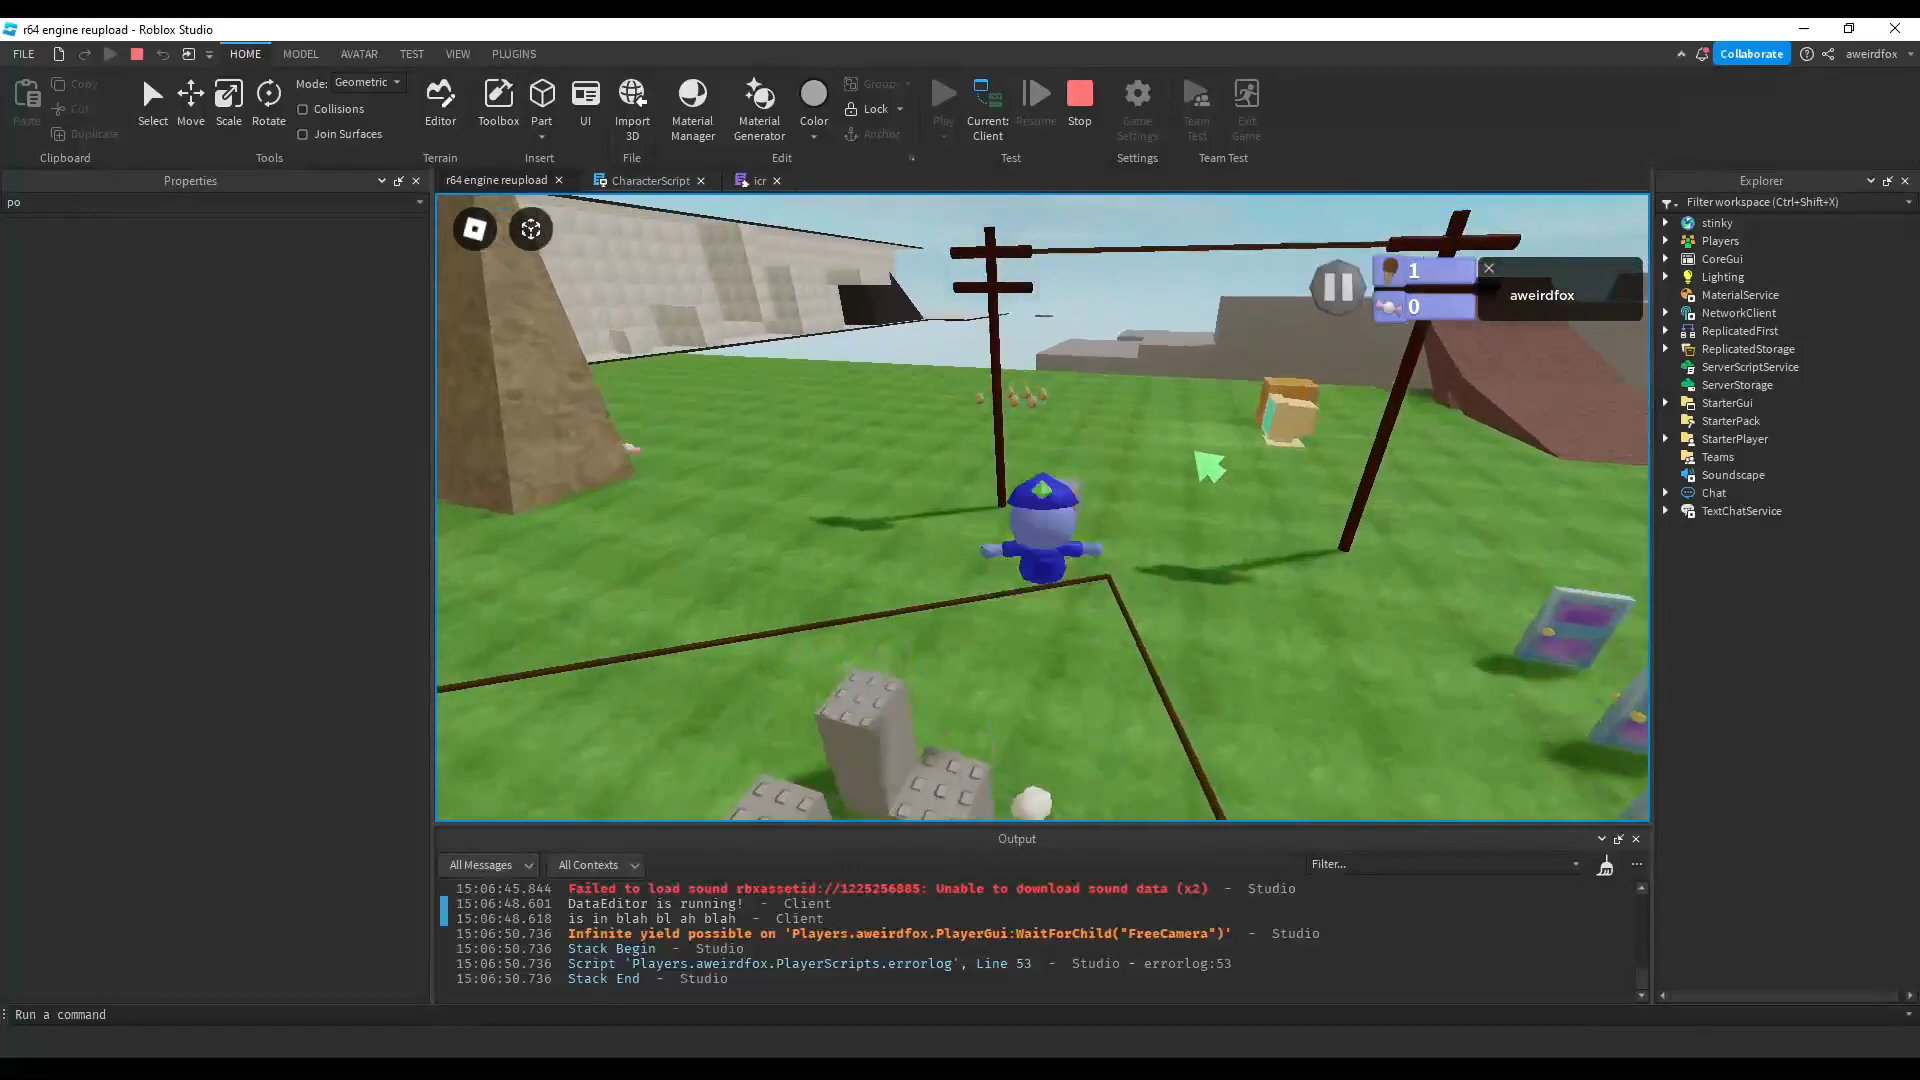 r64 engine reupload - Roblox Studio
FILE
HOME
MODEL
AVATAR
TEST
VIEW
PLUGINS
Collaborate
aweirdfox
Paste
Copy
Cut
Duplicate
Clipboard
Select
Move
Scale
Rotate
Mode: Geometric
Collisions
Join Surfaces
Tools
Editor
Terrain
Toolbox
Part
UI
Insert
Import
3D
File
Material
Manager
Material
Generator
Color
Group
Lock
Anchor
Edit
Play
Current:
Client
Resume
Stop
Test
Game
Settings
Settings
Team
Test
Exit
Game
Team Test
Properties
po
r64 engine reupload
CharacterScript
icr
1
0
aweirdfox
Explorer
Filter workspace (Ctrl+Shift+X)
stinky
Players
CoreGui
Lighting
MaterialService
NetworkClient
ReplicatedFirst
ReplicatedStorage
ServerScriptService
ServerStorage
StarterGui
StarterPack
StarterPlayer
Teams
Soundscape
Chat
TextChatService
Output
All Messages
All Contexts
Filter...
15:06:45.844 Failed to load sound rbxassetid://1225256885: Unable to download sound data (x2) - Studio
15:06:48.601 DataEditor is running! - Client
15:06:48.618 is in blah bl ah blah - Client
15:06:50.736 Infinite yield possible on 'Players.aweirdfox.PlayerGui:WaitForChild("FreeCamera")' - Studio
15:06:50.736 Stack Begin - Studio
15:06:50.736 Script 'Players.aweirdfox.PlayerScripts.errorlog', Line 53 - Studio - errorlog:53
15:06:50.736 Stack End - Studio
Run a command